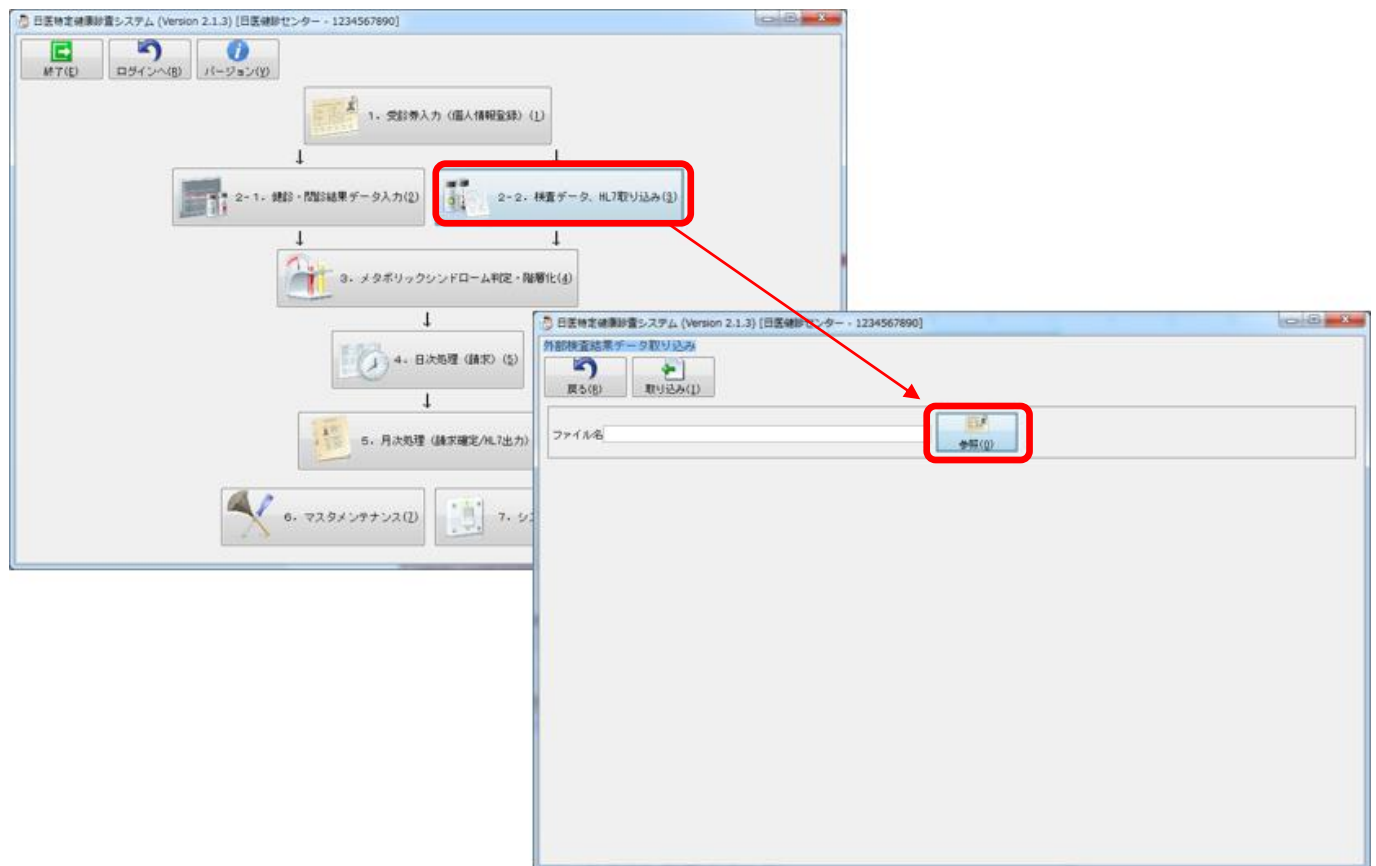 日医特定健康診査システム (Version 2.1.3) [日医健診センター - 1234567890]
終了(E)
ログインへ(R)
バージョン(V)
1. 受診券入力（個人情報登録）(1)
↓ ↓
2-1. 健診・問診結果データ入力(2)
2-2. 検査データ、HL7取り込み(3)
↓ ↓
3. メタボリックシンドローム判定・階層化(4)
↓
4. 日次処理（請求）(5)
↓
5. 月次処理（請求確定/HL7出力）
6. マスタメンテナンス(7)
7. シ
日医特定健康診査システム (Version 2.1.3) [日医健診センター - 1234567890]
外部検査結果データ取り込み
戻る(R)
取り込み(I)
ファイル名
参照(O)